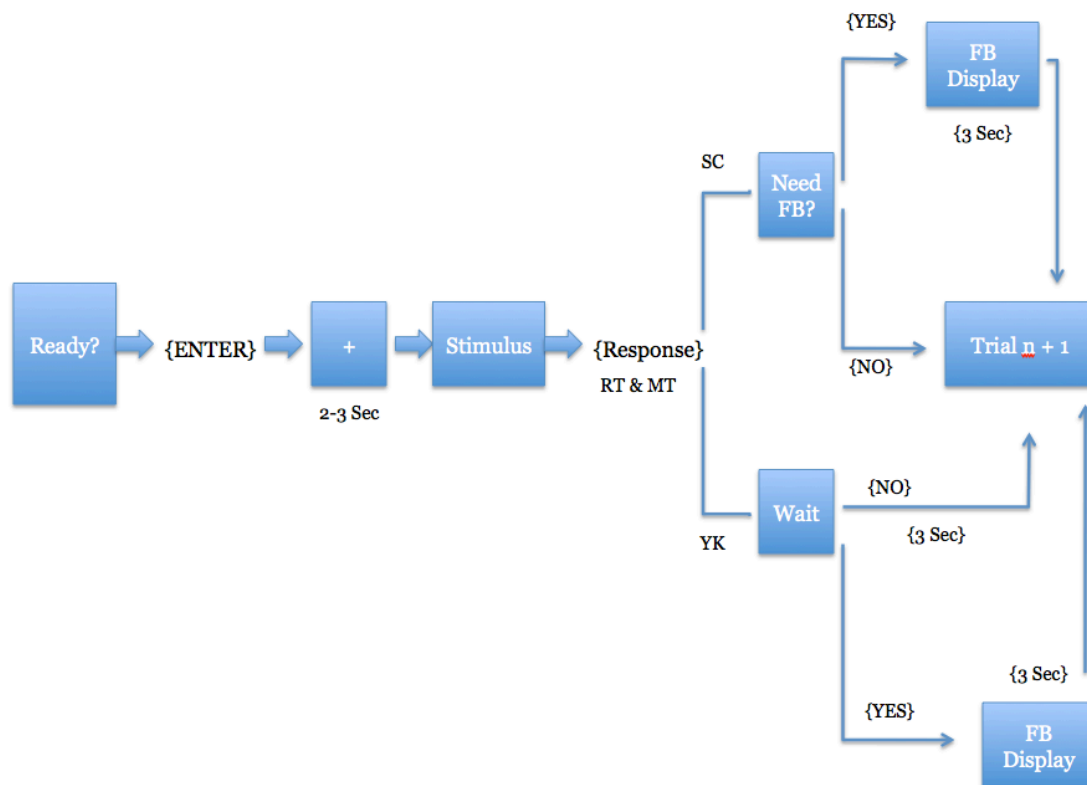 {YES}
FB
Display
{3 Sec}
SC
Need
FB?
Ready?
{ENTER}
+
Stimulus
{Response}
Trial n + 1
{NO}
RT & MT
2-3 Sec
Wait
{NO}
YK
{3 Sec}
{3 Sec}
{YES}
FB
Display